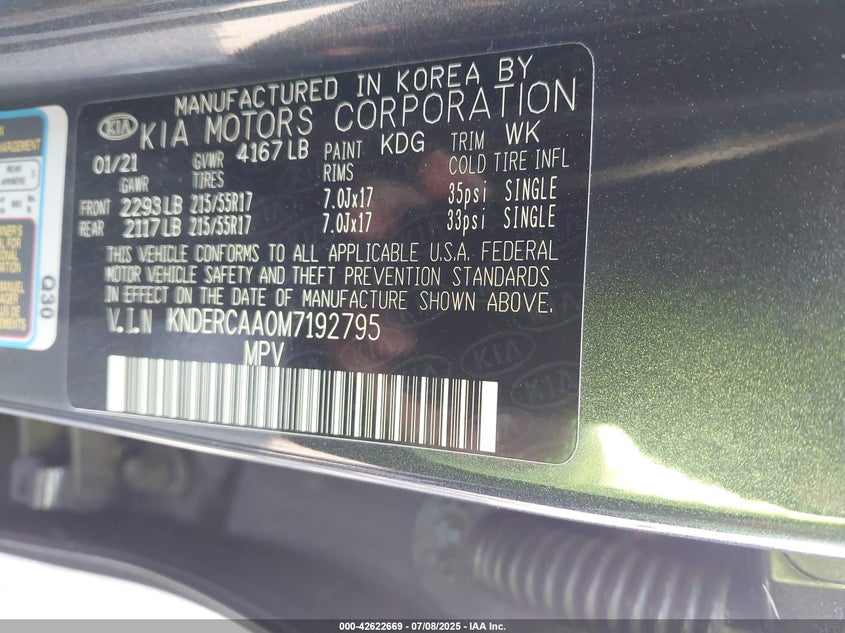 MANUFACTURED IN KOREA BY
KIA
KIA MOTORS CORPORATION
01/21 GVWR 4167 LB PAINT KDG TRIM WK
GAWR TIRES RIMS COLD TIRE INFL
FRONT 2293 LB 215/55R17 7.0Jx17 35psi SINGLE
REAR 2117 LB 215/55R17 7.0Jx17 33psi SINGLE
THIS VEHICLE CONFORMS TO ALL APPLICABLE U.S.A. FEDERAL
MOTOR VEHICLE SAFETY AND THEFT PREVENTION STANDARDS
IN EFFECT ON THE DATE OF MANUFACTURE SHOWN ABOVE.
V.I.N KNDERCAA0M7192795
MPV
Q30
000-42622669 - 07/08/2025 - IAA Inc.